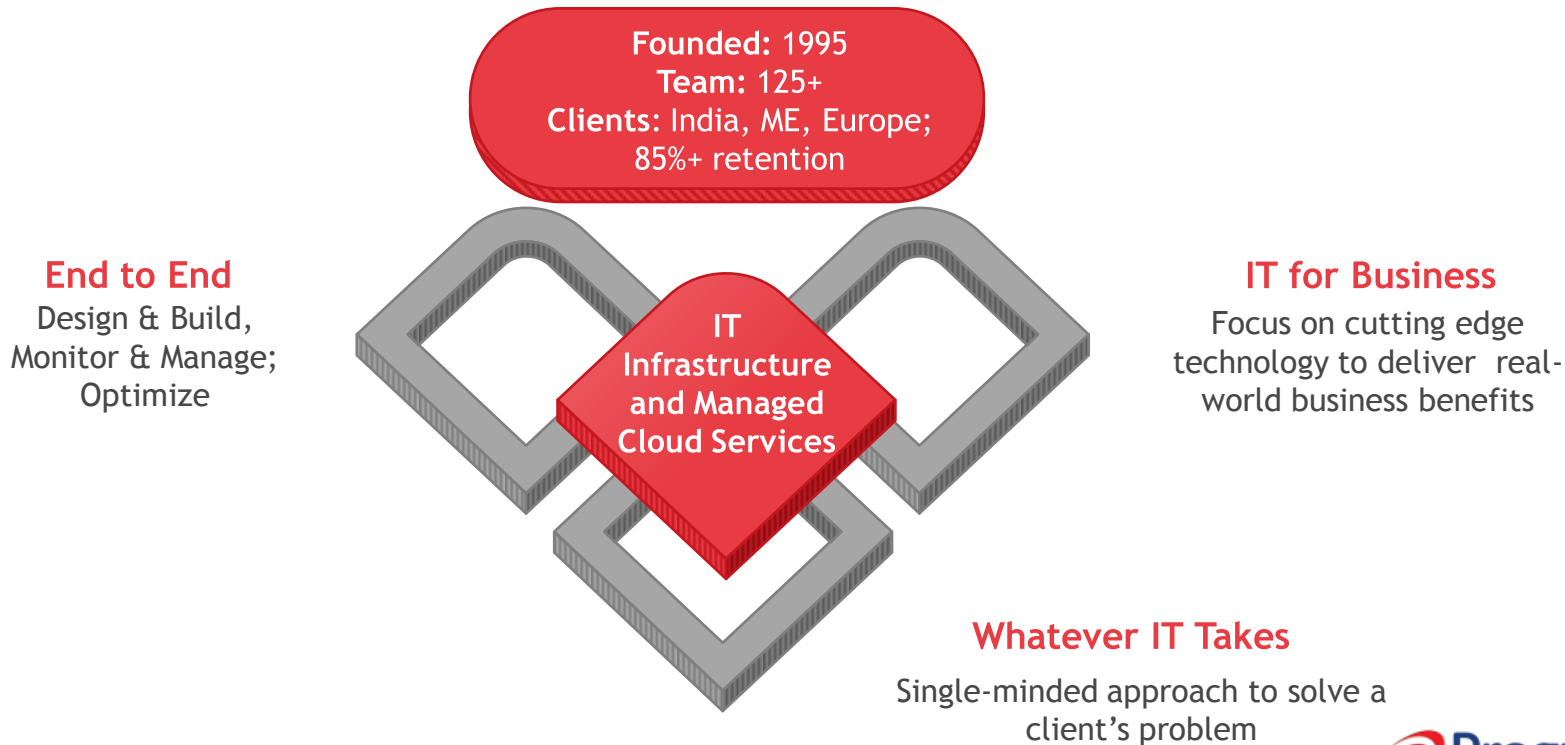 Founded: 1995
Team: 125+
Clients: India, ME, Europe;
85%+ retention
End to End
Design & Build,
Monitor & Manage;
Optimize
IT
Infrastructure
and Managed
Cloud Services
IT for Business
Focus on cutting edge
technology to deliver real-
world business benefits
Whatever IT Takes
Single-minded approach to solve a
client’s problem